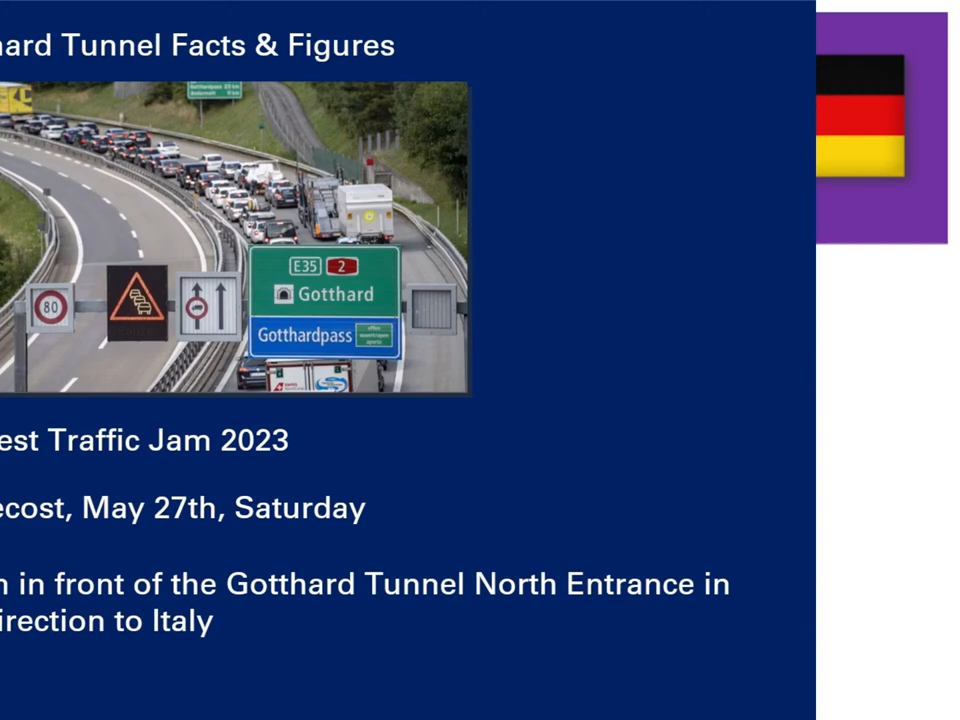 hard Tunnel Facts & Figures
E35 2
Gotthard
Gotthardpass
80
est Traffic Jam 2023
ecost, May 27th, Saturday
n in front of the Gotthard Tunnel North Entrance in
irection to Italy